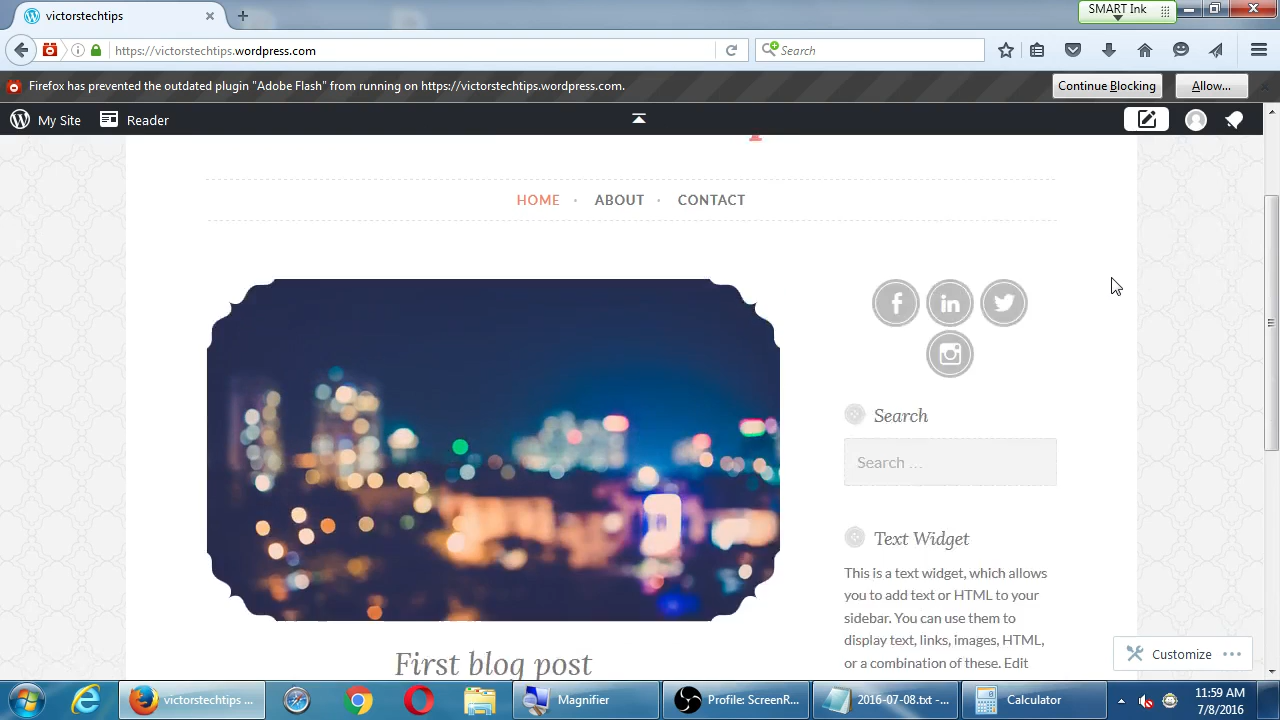 victorstechtips
SMART Ink
https://victorstechtips.wordpress.com
Search
Firefox has prevented the outdated plugin "Adobe Flash" from running on https://victorstechtips.wordpress.com.
Continue Blocking
Allow...
My Site
Reader
HOME
ABOUT
CONTACT
Search
Search ...
Text Widget
This is a text widget, which allows
you to add text or HTML to your
sidebar. You can use them to
display text, links, images, HTML,
or a combination of these. Edit
First blog post
Customize
victorstechtips ...
Magnifier
Profile: ScreenR...
2016-07-08.txt -...
Calculator
11:59 AM
7/8/2016